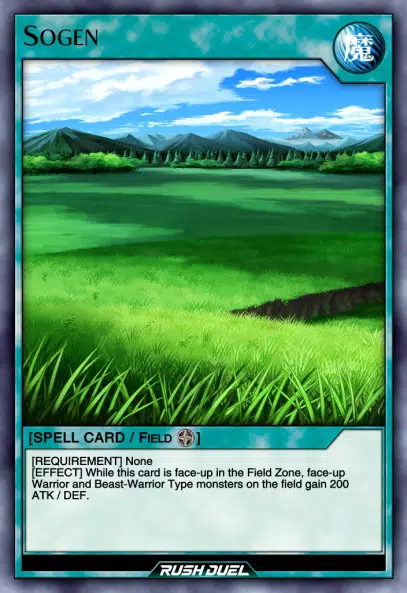 Sogen
魔
[SPELL CARD / Field ]
[REQUIREMENT] None
[EFFECT] While this card is face-up in the Field Zone, face-up
Warrior and Beast-Warrior Type monsters on the field gain 200
ATK / DEF.
RUSH DUEL